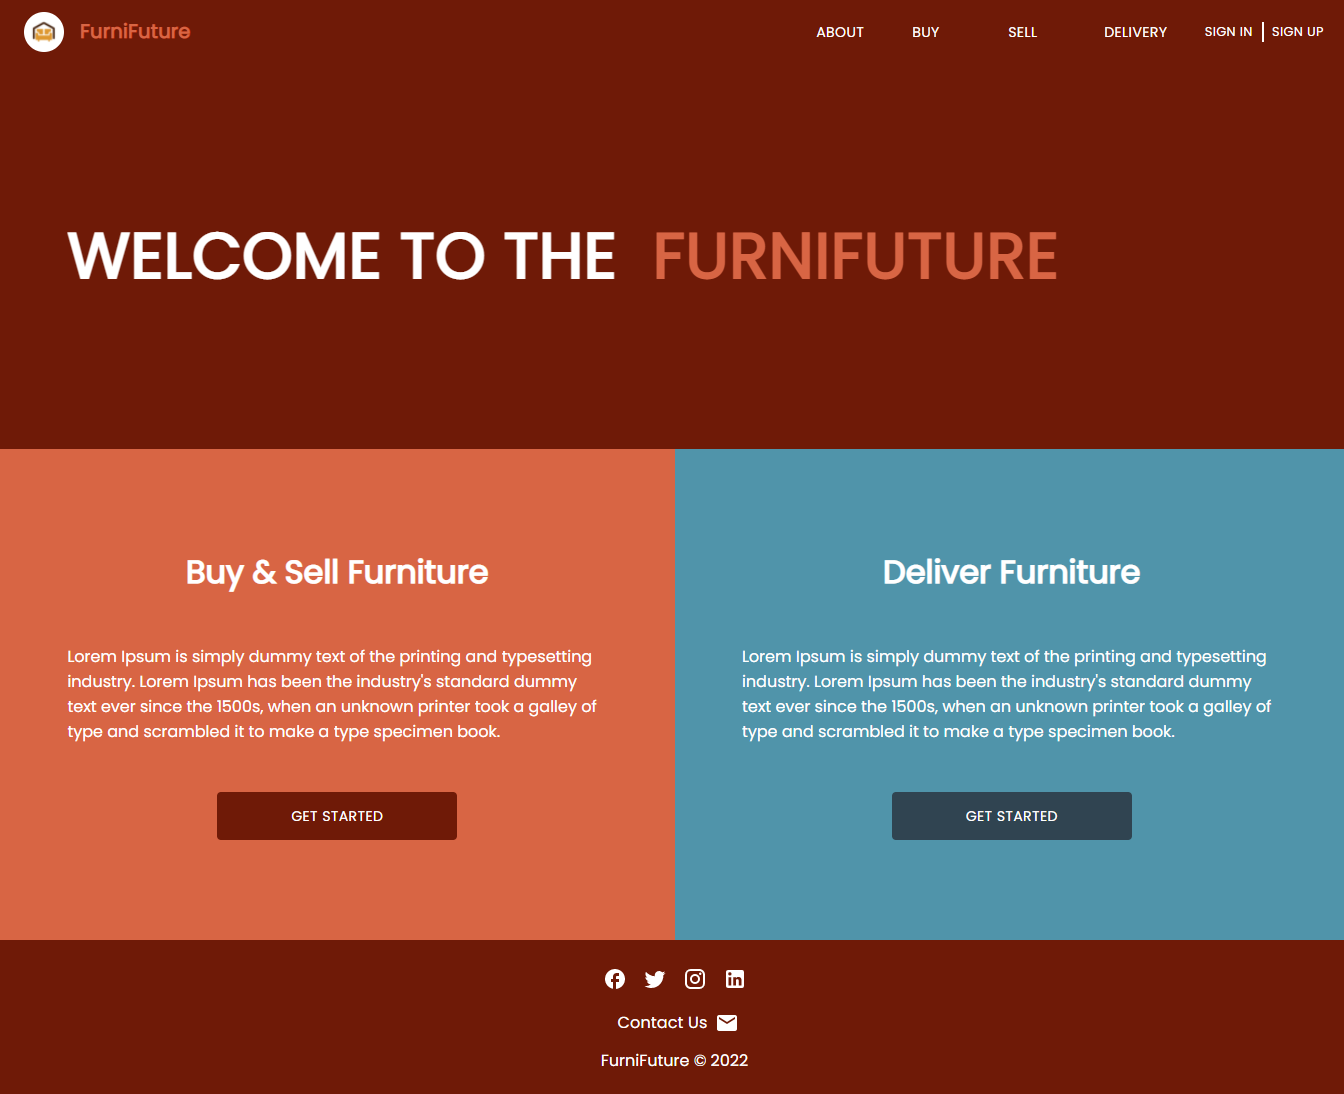 FurniFuture
ABOUT BUY SELL DELIVERY SIGN IN SIGN UP
WELCOME TO THE FURNIFUTURE
Buy & Sell Furniture
Lorem Ipsum is simply dummy text of the printing and typesetting
industry. Lorem Ipsum has been the industry's standard dummy
text ever since the 1500s, when an unknown printer took a galley of
type and scrambled it to make a type specimen book.
GET STARTED
Deliver Furniture
Lorem Ipsum is simply dummy text of the printing and typesetting
industry. Lorem Ipsum has been the industry's standard dummy
text ever since the 1500s, when an unknown printer took a galley of
type and scrambled it to make a type specimen book.
GET STARTED
Contact Us
FurniFuture © 2022